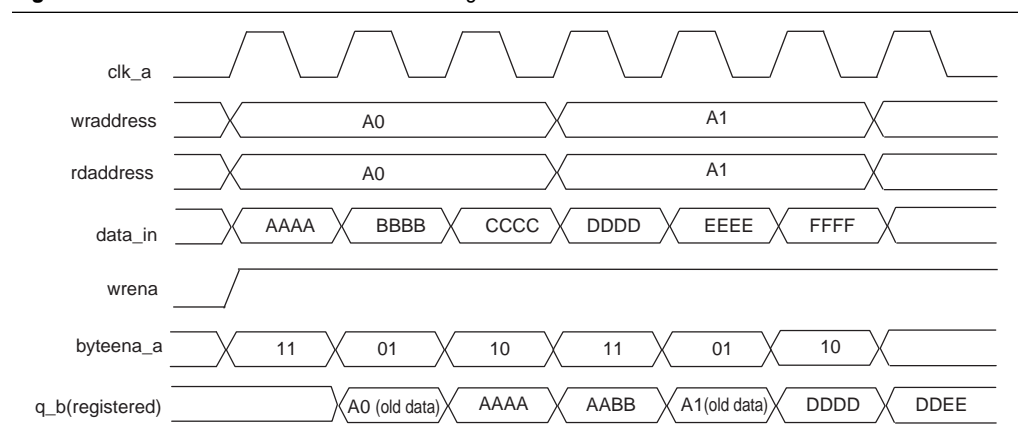 clk_a
wraddress A0 A1
rdaddress A0 A1
data_in AAAA BBBB CCCC DDDD EEEE FFFF
wrena
byteena_a 11 01 10 11 01 10
q_b(registered) A0 (old data) AAAA AABB A1(old data) DDDD DDEE